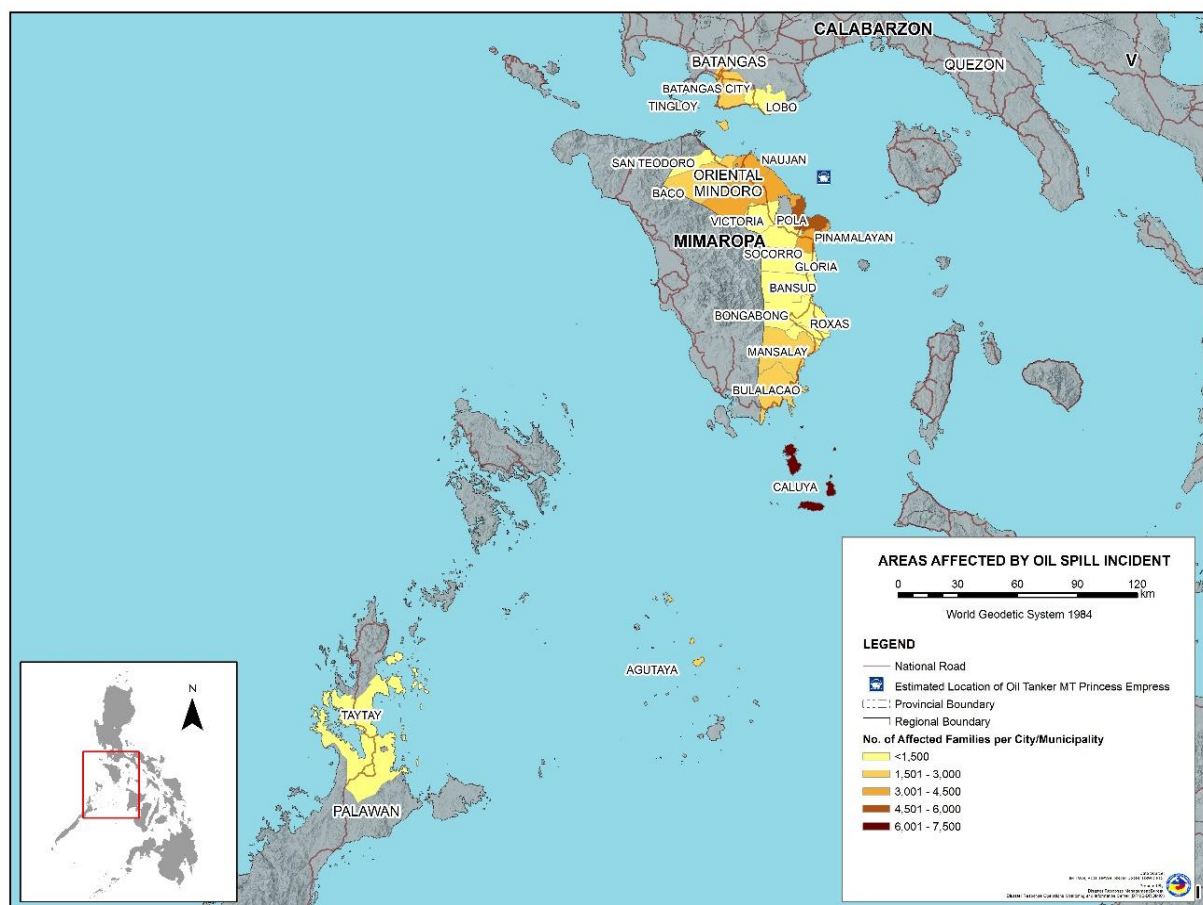 CALABARZON
BATANGAS
QUEZON
V
BATANGAS CITY
TINGLOY
LOBO
SAN TEODORO
NAUJAN
ORIENTAL
MINDORO
BACO
VICTORIA
POLA
MIMAROPA
PINAMALAYAN
SOCORRO
GLORIA
BANSUD
BONGABONG
ROXAS
MANSALAY
BULALACAO
CALUYA
AGUTAYA
TAYTAY
PALAWAN
N
AREAS AFFECTED BY OIL SPILL INCIDENT
0 30 60 90 120
km
World Geodetic System 1984
LEGEND
National Road
Estimated Location of Oil Tanker MT Princess Empress
Provincial Boundary
Regional Boundary
No. of Affected Families per City/Municipality
<1,500
1,501 - 3,000
3,001 - 4,500
4,501 - 6,000
6,001 - 7,500